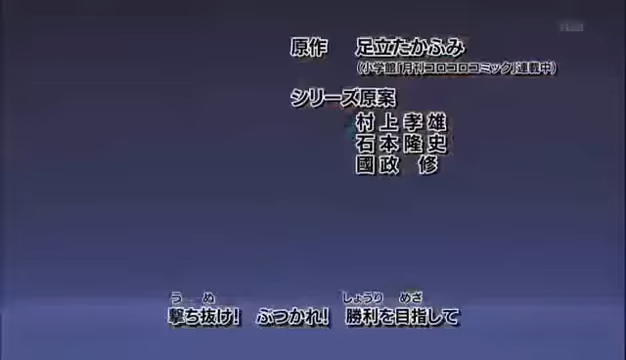 原作 足立たかふみ
(小学館「月刊コロコロコミック」連載中)
シリーズ原案
村上孝雄
石本隆史
國政 修
う ぬ しょうり めざ
撃ち抜け! ぶつかれ! 勝利を目指して